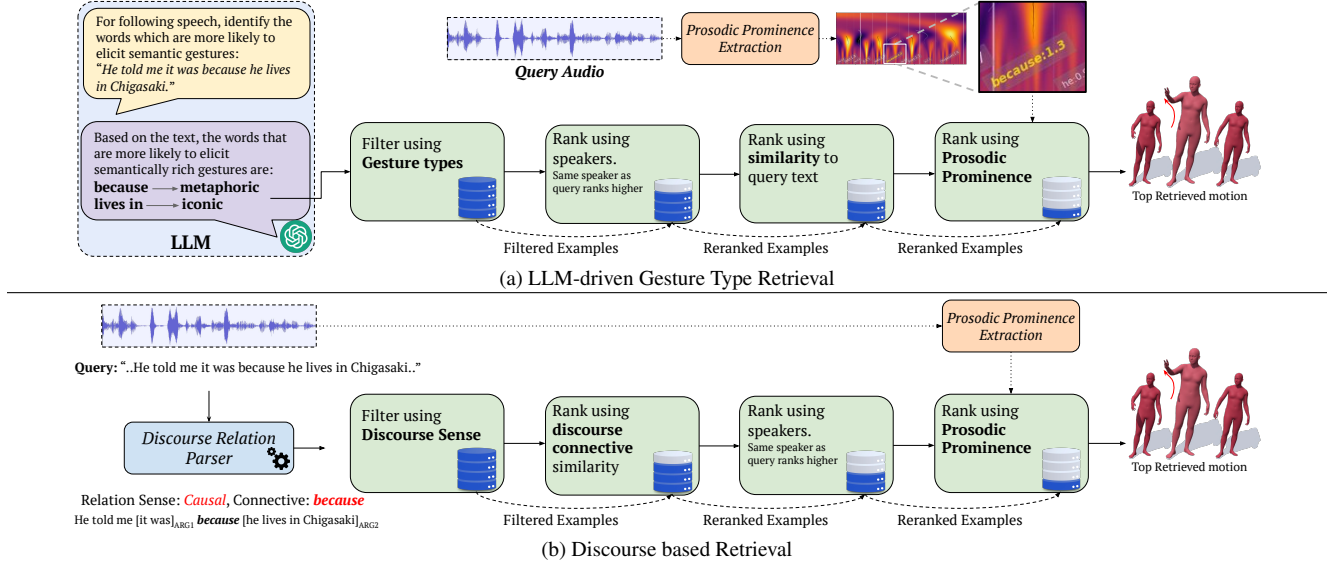 For following speech, identify the
words which are more likely to
elicit semantic gestures:
"He told me it was because he lives
in Chigasaki."
Based on the text, the words that
are more likely to elicit
semantically rich gestures are:
because metaphoric
lives in iconic
LLM
Query Audio
Prosodic Prominence
Extraction
because:1.3
he:0.
Filter using
Gesture types
Rank using
speakers.
Same speaker as
query ranks higher
Rank using
similarity to
query text
Rank using
Prosodic
Prominence
Top Retrieved motion
Filtered Examples
Reranked Examples
Reranked Examples
(a) LLM-driven Gesture Type Retrieval
Query: "..He told me it was because he lives in Chigasaki.."
Prosodic Prominence
Extraction
Discourse Relation
Parser
Relation Sense: Causal, Connective: because
He told me [it was]ARG1 because [he lives in Chigasaki]ARG2
Filter using
Discourse Sense
Rank using
discourse
connective
similarity
Rank using
speakers.
Same speaker as
query ranks higher
Rank using
Prosodic
Prominence
Top Retrieved motion
Filtered Examples
Reranked Examples
Reranked Examples
(b) Discourse based Retrieval